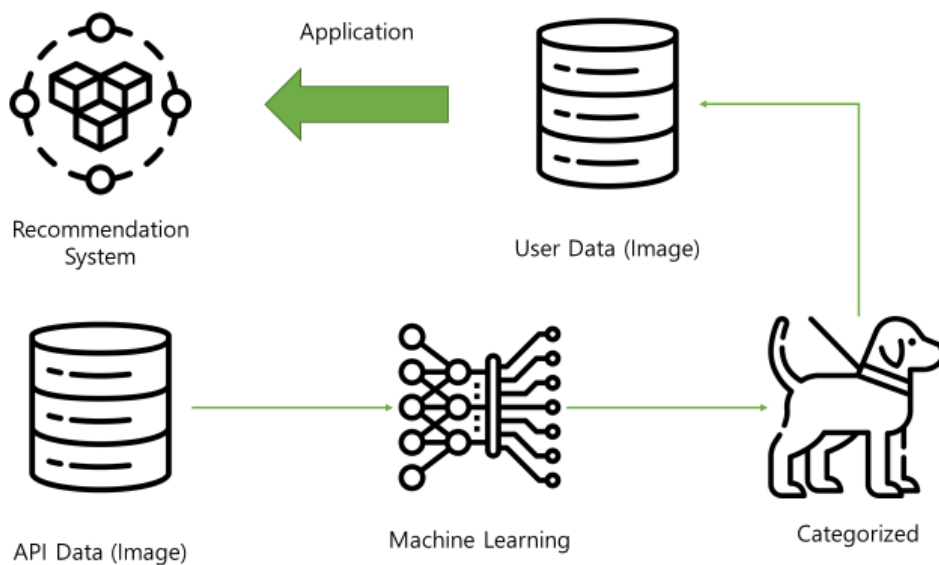 Application
Recommendation
System
User Data (Image)
API Data (Image)
Machine Learning
Categorized